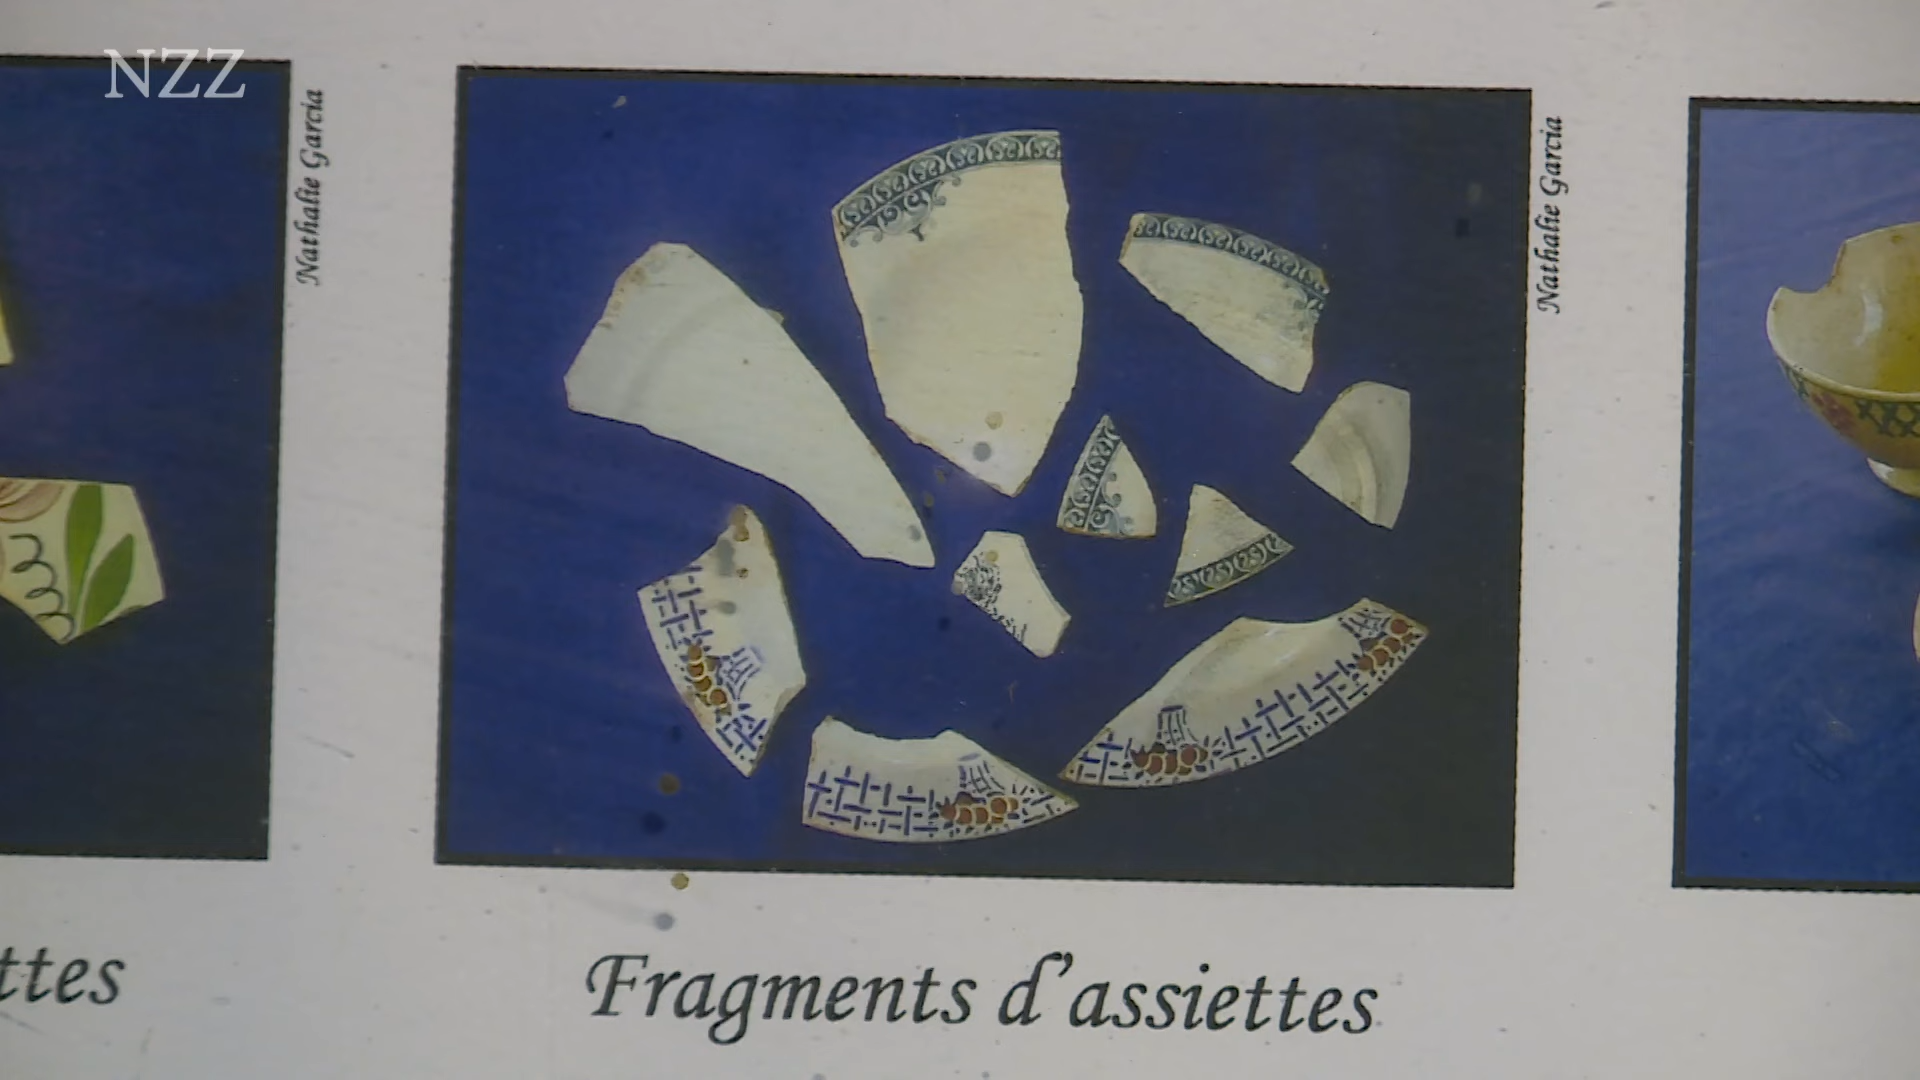 NZZ
Nathalie Garcia
Nathalie Garcia
ttes
Fragments d'assiettes